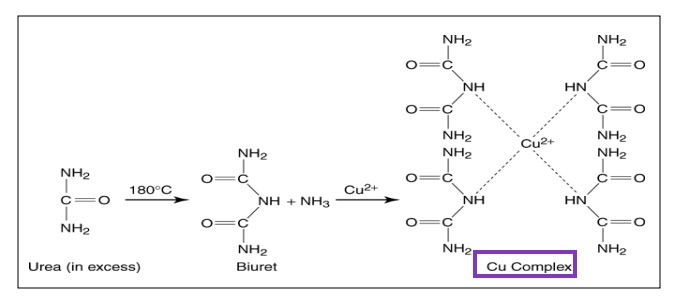 NH₂
C
O
NH₂
Urea (in excess)
180°C
NH₂
O
C
NH + NH₃
O
C
NH₂
Biuret
Cu²⁺
NH₂
O
C
NH
O
C
NH₂
NH₂
C
O
HN
C
O
NH₂
Cu²⁺
NH₂
O
C
NH
O
C
NH₂
NH₂
C
O
HN
C
O
NH₂
Cu Complex